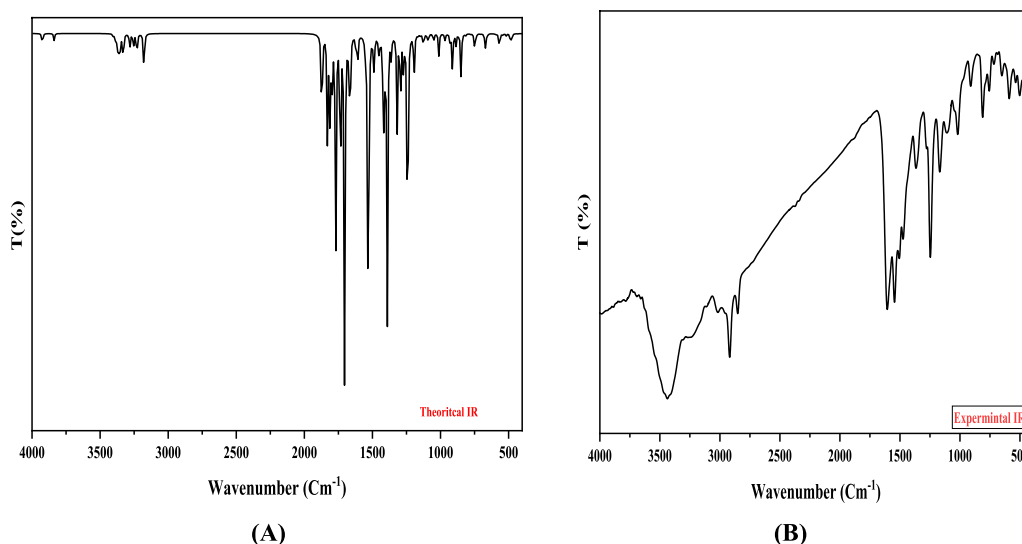 T(%)
Theoritcal IR
4000 3500 3000 2500 2000 1500 1000 500
Wavenumber (Cm-1)
(A)
T (%)
Expermintal IR
4000 3500 3000 2500 2000 1500 1000 500
Wavenumber (Cm-1)
(B)